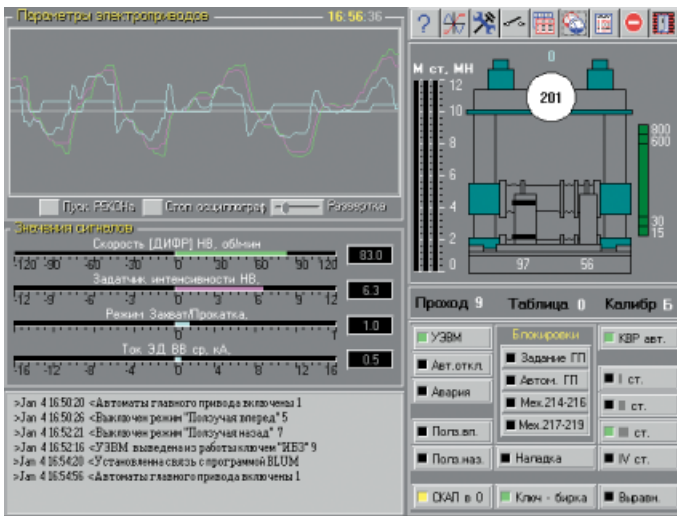 Параметры электроприводов
16:56:36
Пуск РЕКОНа
Стоп осциллограф
Развертка
Значения сигналов
Скорость [ДИФР] НВ, об/мин
83.0
-120 -90 -60 -30 0 30 60 90 120
Задатчик интенсивности НВ,
6.3
-12 -9 -6 -3 0 3 6 9 12
Режим Захват/Прокатка,
1.0
0 1
Ток ЭД ВВ ср, кА,
0.5
-16 -12 -8 -4 0 4 8 12 16
>Jan 4 16:50:20 <Автоматы главного привода включены 1
>Jan 4 16:50:26 <Выключен режим "Ползучая вперед" 5
>Jan 4 16:52:21 <Выключен режим "Ползучая назад" 7
>Jan 4 16:52:16 <УЭВМ выведена из работы ключем "ИБЗ" 9
>Jan 4 16:54:20 <Установленна связь с программой BLUM
>Jan 4 16:54:56 <Автоматы главного привода включены 1
?
М ст, МН
12
10
8
6
4
2
0
0
201
900
600
30
15
97 56
Проход 9 Таблица 0 Калибр Б
УЭВМ
Авт.откл.
Авария
Полз.вп.
Полз.наз.
СКАП в 0
Блокировки
Задание ГП
Автом. ГП
Мех.214-216
Мех.217-219
Наладка
Ключ - бирка
КВР авт.
I ст.
II ст.
III ст.
IV ст.
Выравн.